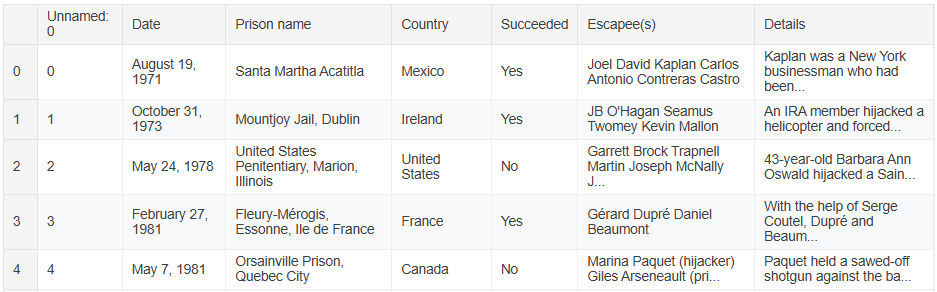 Unnamed: 0 Date Prison name Country Succeeded Escapee(s) Details
0 0 August 19, 1971 Santa Martha Acatitla Mexico Yes Joel David Kaplan Carlos Antonio Contreras Castro Kaplan was a New York businessman who had been...
1 1 October 31, 1973 Mountjoy Jail, Dublin Ireland Yes JB O'Hagan Seamus Twomey Kevin Mallon An IRA member hijacked a helicopter and forced...
2 2 May 24, 1978 United States Penitentiary, Marion, Illinois United States No Garrett Brock Trapnell Martin Joseph McNally J... 43-year-old Barbara Ann Oswald hijacked a Sain...
3 3 February 27, 1981 Fleury-Mérogis, Essonne, Ile de France France Yes Gérard Dupré Daniel Beaumont With the help of Serge Coutel, Dupré and Beaum...
4 4 May 7, 1981 Orsainville Prison, Quebec City Canada No Marina Paquet (hijacker) Giles Arseneault (pri... Paquet held a sawed-off shotgun against the ba...